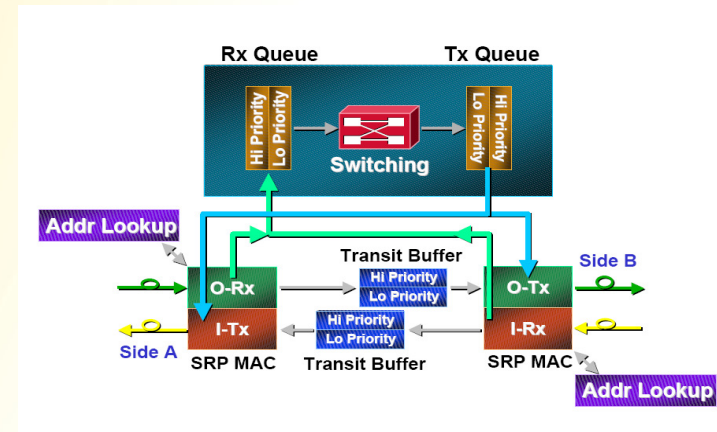 Rx Queue
Tx Queue
Hi Priority
Lo Priority
Switching
Lo Priority
Hi Priority
Addr Lookup
Transit Buffer
Side B
O-Rx
Hi Priority
Lo Priority
O-Tx
I-Tx
Hi Priority
Lo Priority
I-Rx
Side A
SRP MAC
Transit Buffer
SRP MAC
Addr Lookup